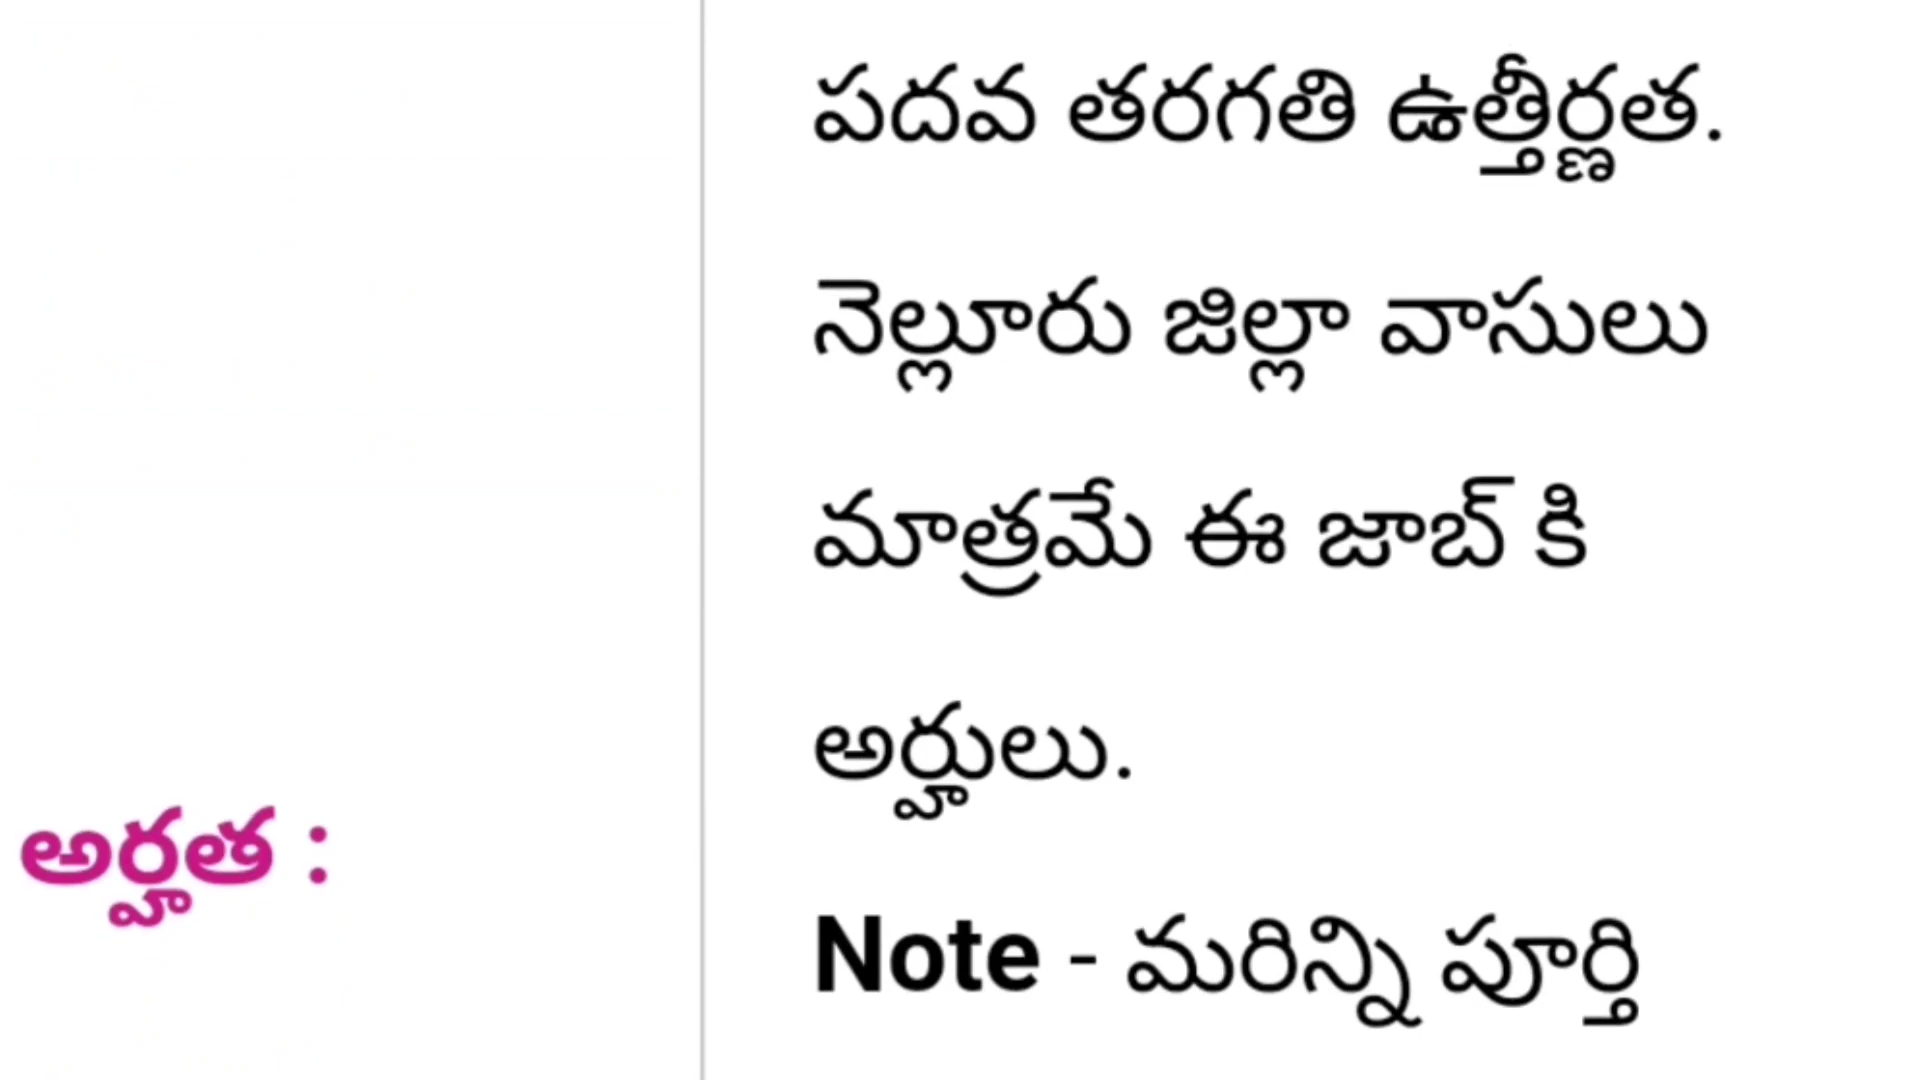 పదవ తరగతి ఉత్తీర్ణత.
నెల్లూరు జిల్లా వాసులు
మాత్రమే ఈ జాబ్ కి
అర్హులు.
అర్హత :
Note - మరిన్ని పూర్తి